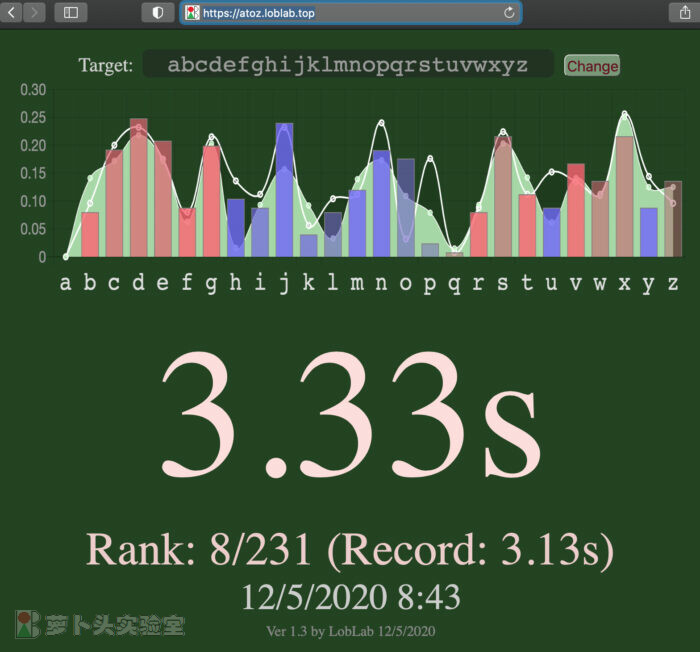 https://atoz.loblab.top
Target: abcdefghijklmnopqrstuvwxyz Change
0.30
0.25
0.20
0.15
0.10
0.05
0
a b c d e f g h i j k l m n o p q r s t u v w x y z
3.33s
Rank: 8/231 (Record: 3.13s)
12/5/2020 8:43
萝卜头实验室
Ver 1.3 by LobLab 12/5/2020